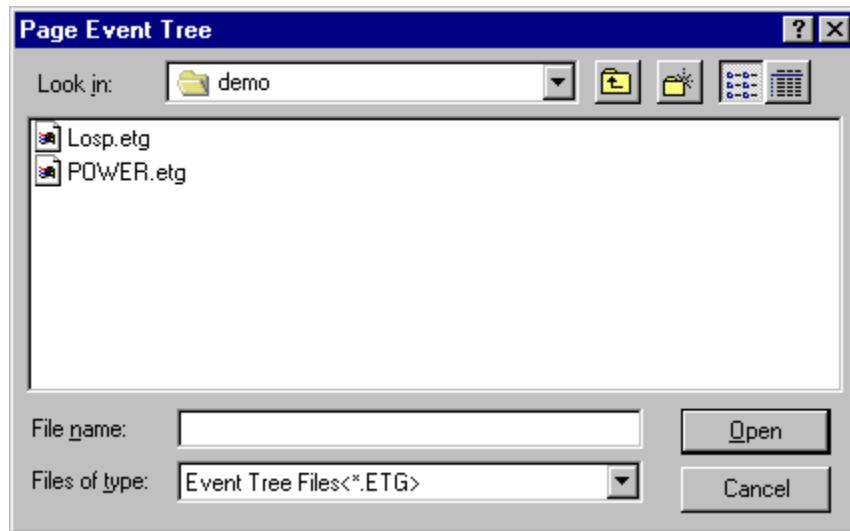 Page Event Tree
Look in: demo
Losp.etg
POWER.etg
File name: Open
Files of type: Event Tree Files<*.ETG> Cancel